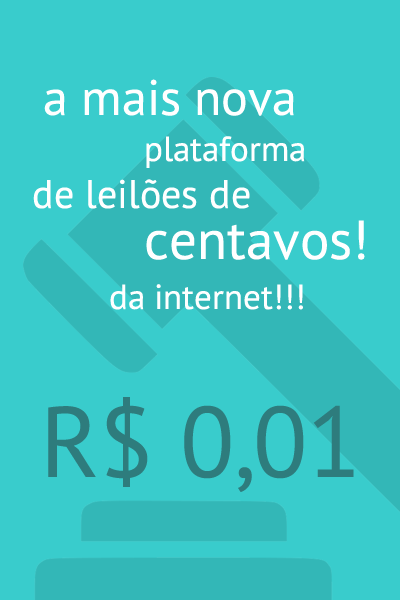 a mais nova
plataforma
de leilões de
centavos!
da internet!!!
R$ 0,01